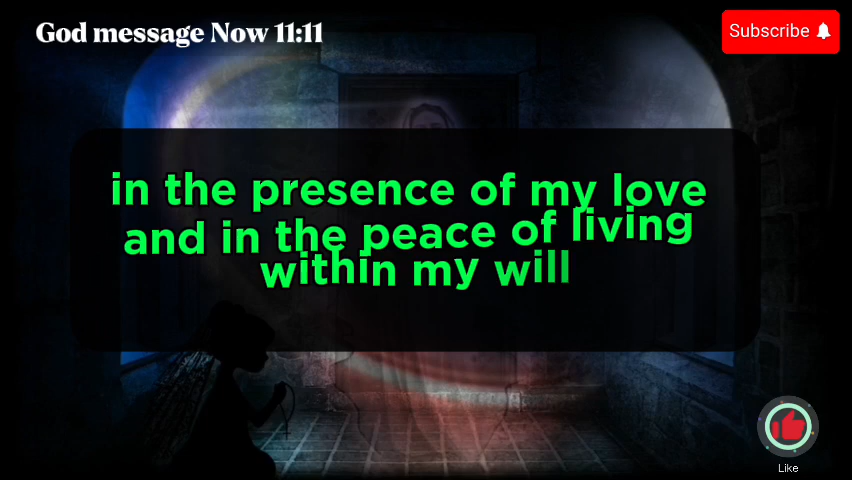 God message Now 11:11
Subscribe
in the presence of my love
and in the peace of living
within my will
Like